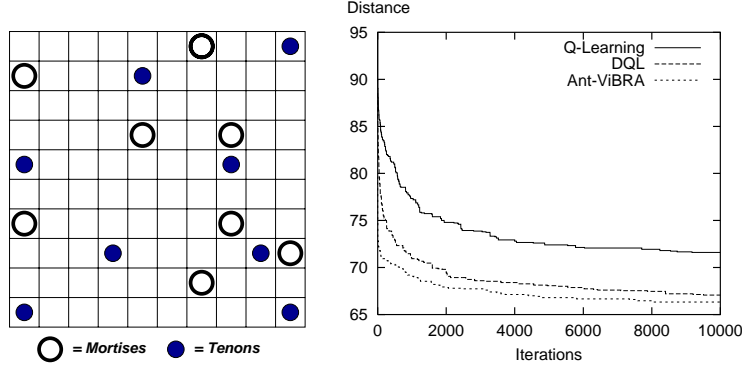 Distance
95
90
85
80
75
70
65
Q-Learning
DQL
Ant-ViBRA
0
2000
4000
6000
8000
10000
Iterations
= Mortises
= Tenons